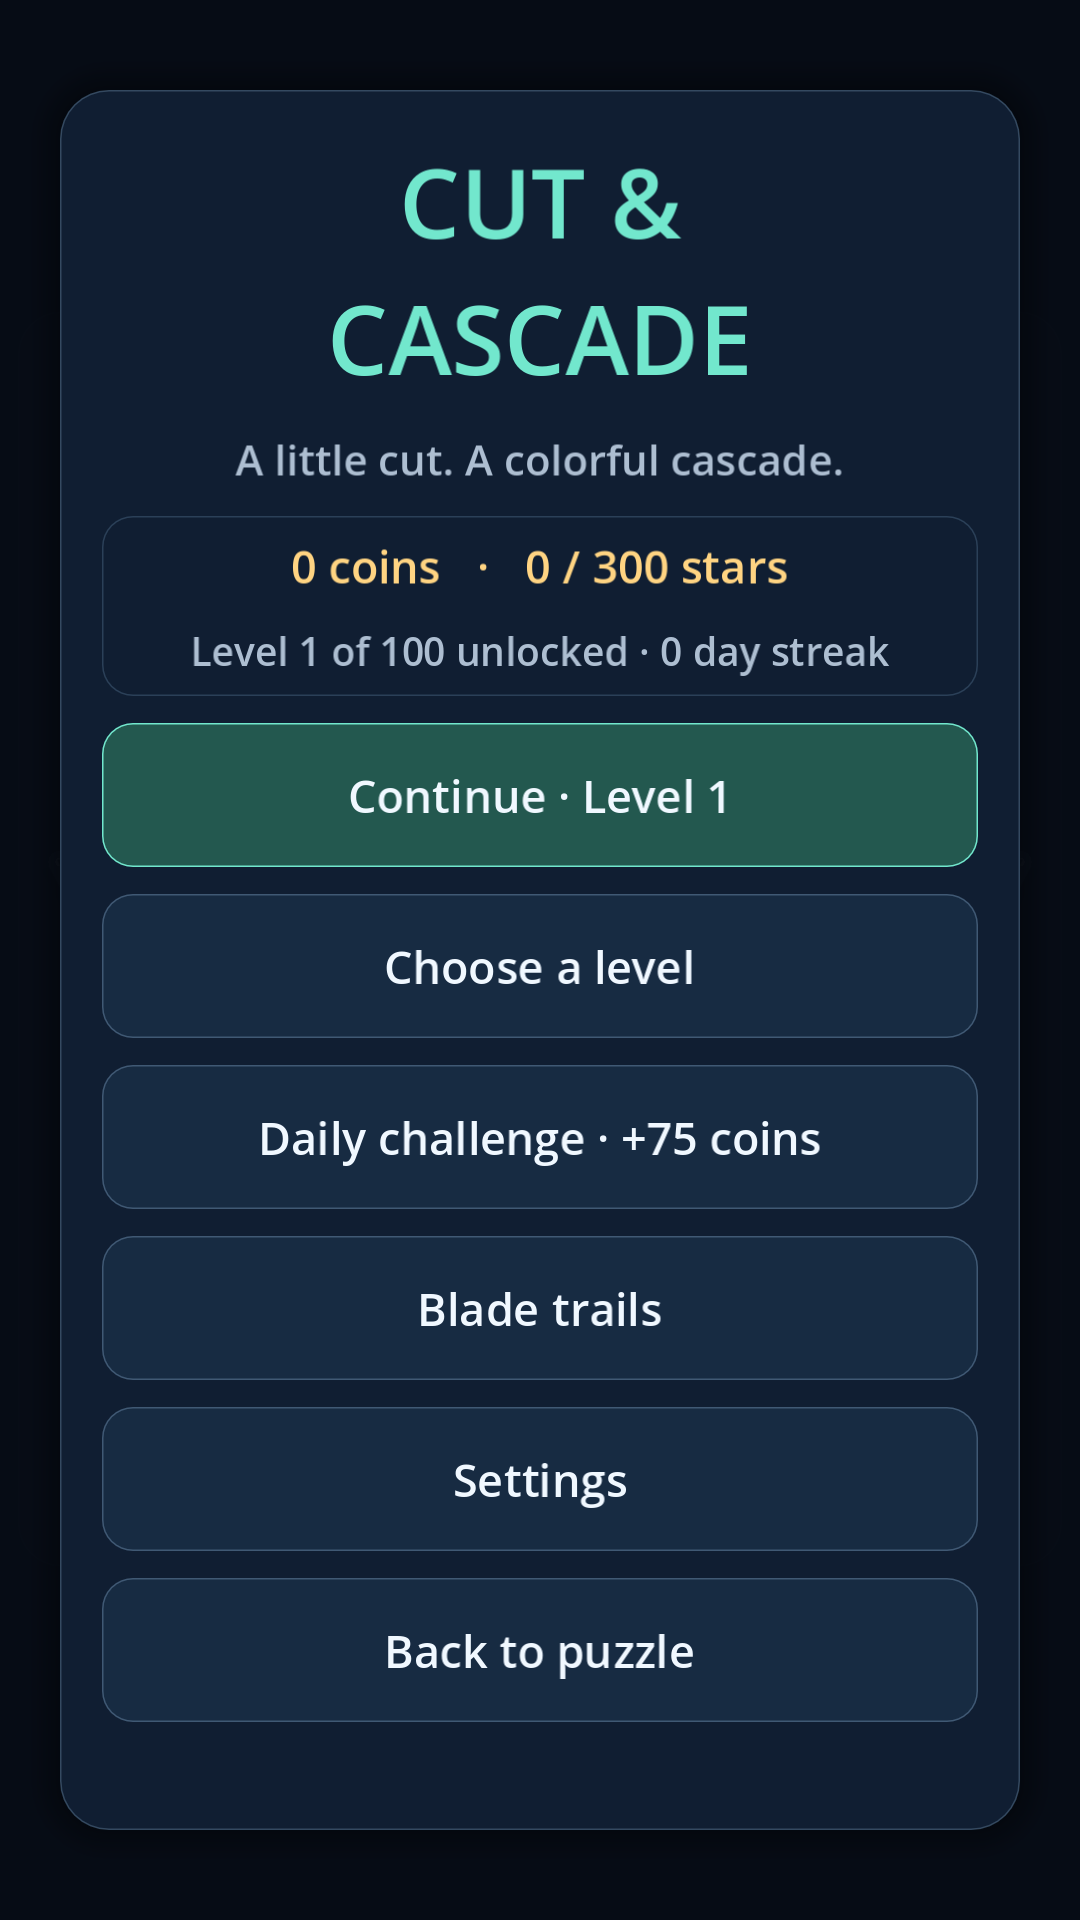 CUT &
CASCADE
A little cut. A colorful cascade.
0 coins · 0 / 300 stars
Level 1 of 100 unlocked · 0 day streak
Continue · Level 1
Choose a level
Daily challenge · +75 coins
Blade trails
Settings
Back to puzzle